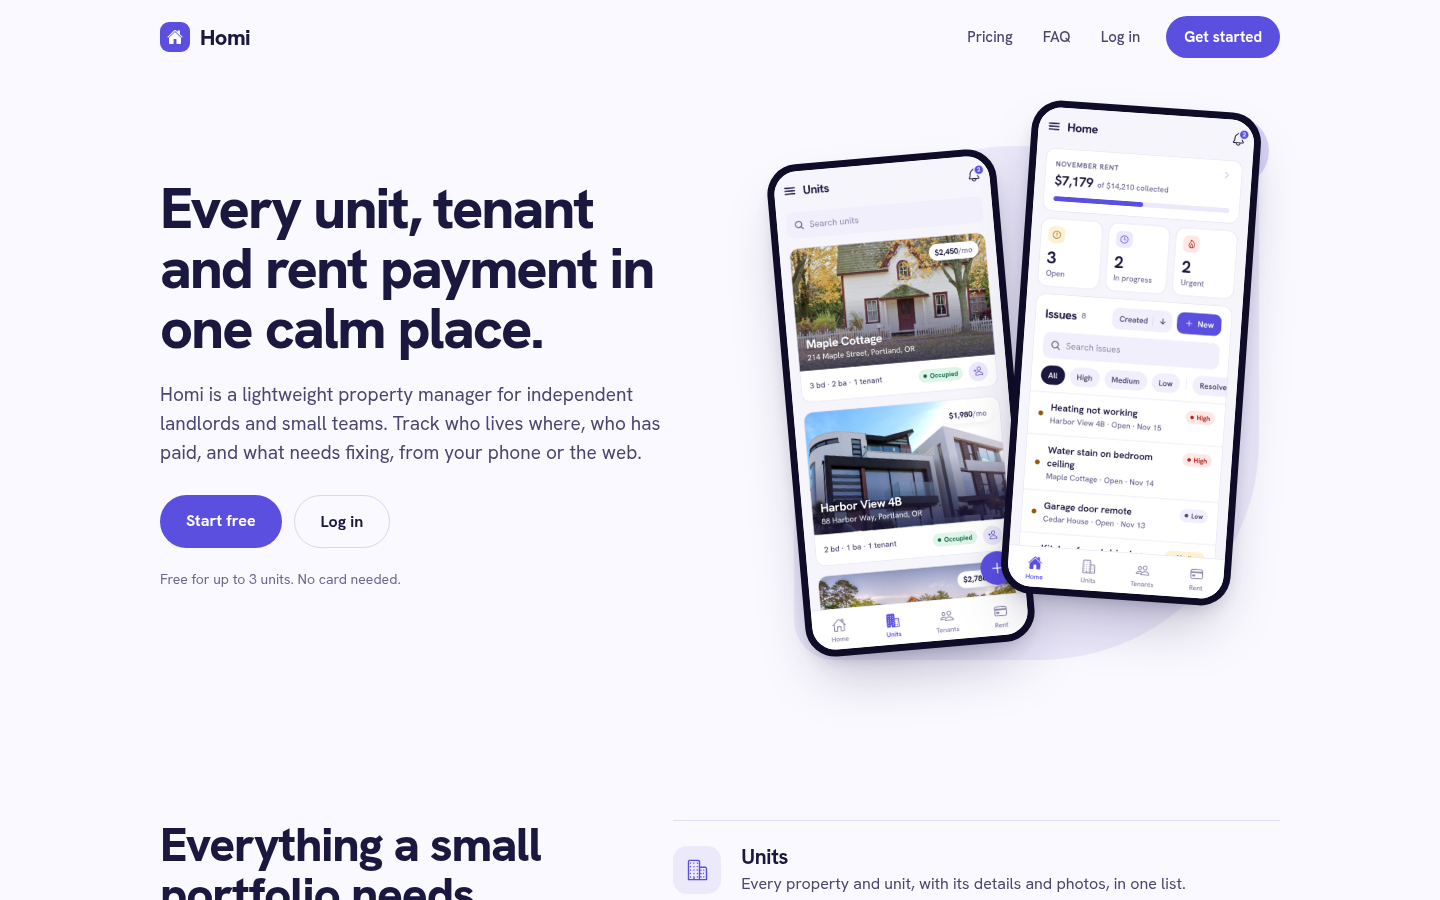 Homi
Pricing
FAQ
Log in
Get started
Every unit, tenant
and rent payment in
one calm place.
Homi is a lightweight property manager for independent
landlords and small teams. Track who lives where, who has
paid, and what needs fixing, from your phone or the web.
Start free
Log in
Free for up to 3 units. No card needed.
Units
Search units
$2,450/mo
Maple Cottage
214 Maple Street, Portland, OR
3 bd · 2 ba · 1 tenant
Occupied
$1,980/mo
Harbor View 4B
88 Harbor Way, Portland, OR
2 bd · 1 ba · 1 tenant
Occupied
Home
Units
Tenants
Rent
Home
NOVEMBER RENT
$7,179 of $14,210 collected
3
Open
2
In progress
2
Urgent
Issues 8
Created
New
Search issues
All
High
Medium
Low
Resolve
Heating not working
High
Harbor View 4B · Open · Nov 15
Water stain on bedroom
ceiling
High
Maple Cottage · Open · Nov 14
Garage door remote
Low
Cedar House · Open · Nov 13
Home
Units
Tenants
Rent
Everything a small
portfolio needs
Units
Every property and unit, with its details and photos, in one list.